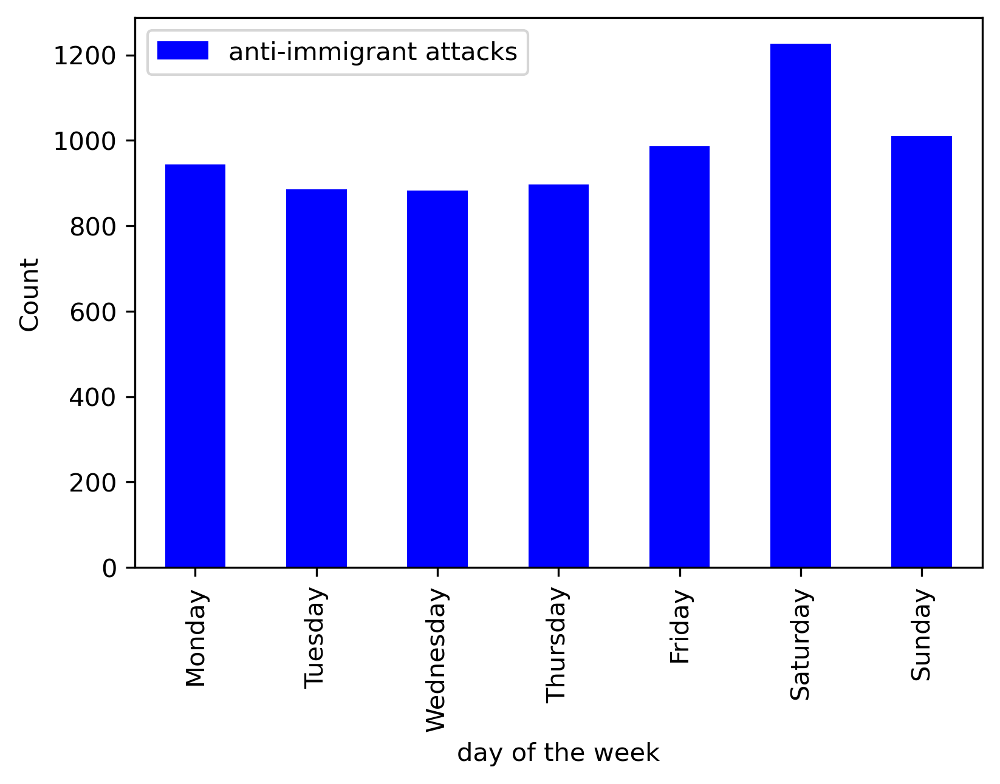 anti-immigrant attacks
1200
1000
800
600
400
200
0
Count
Monday
Tuesday
Wednesday
Thursday
Friday
Saturday
Sunday
day of the week